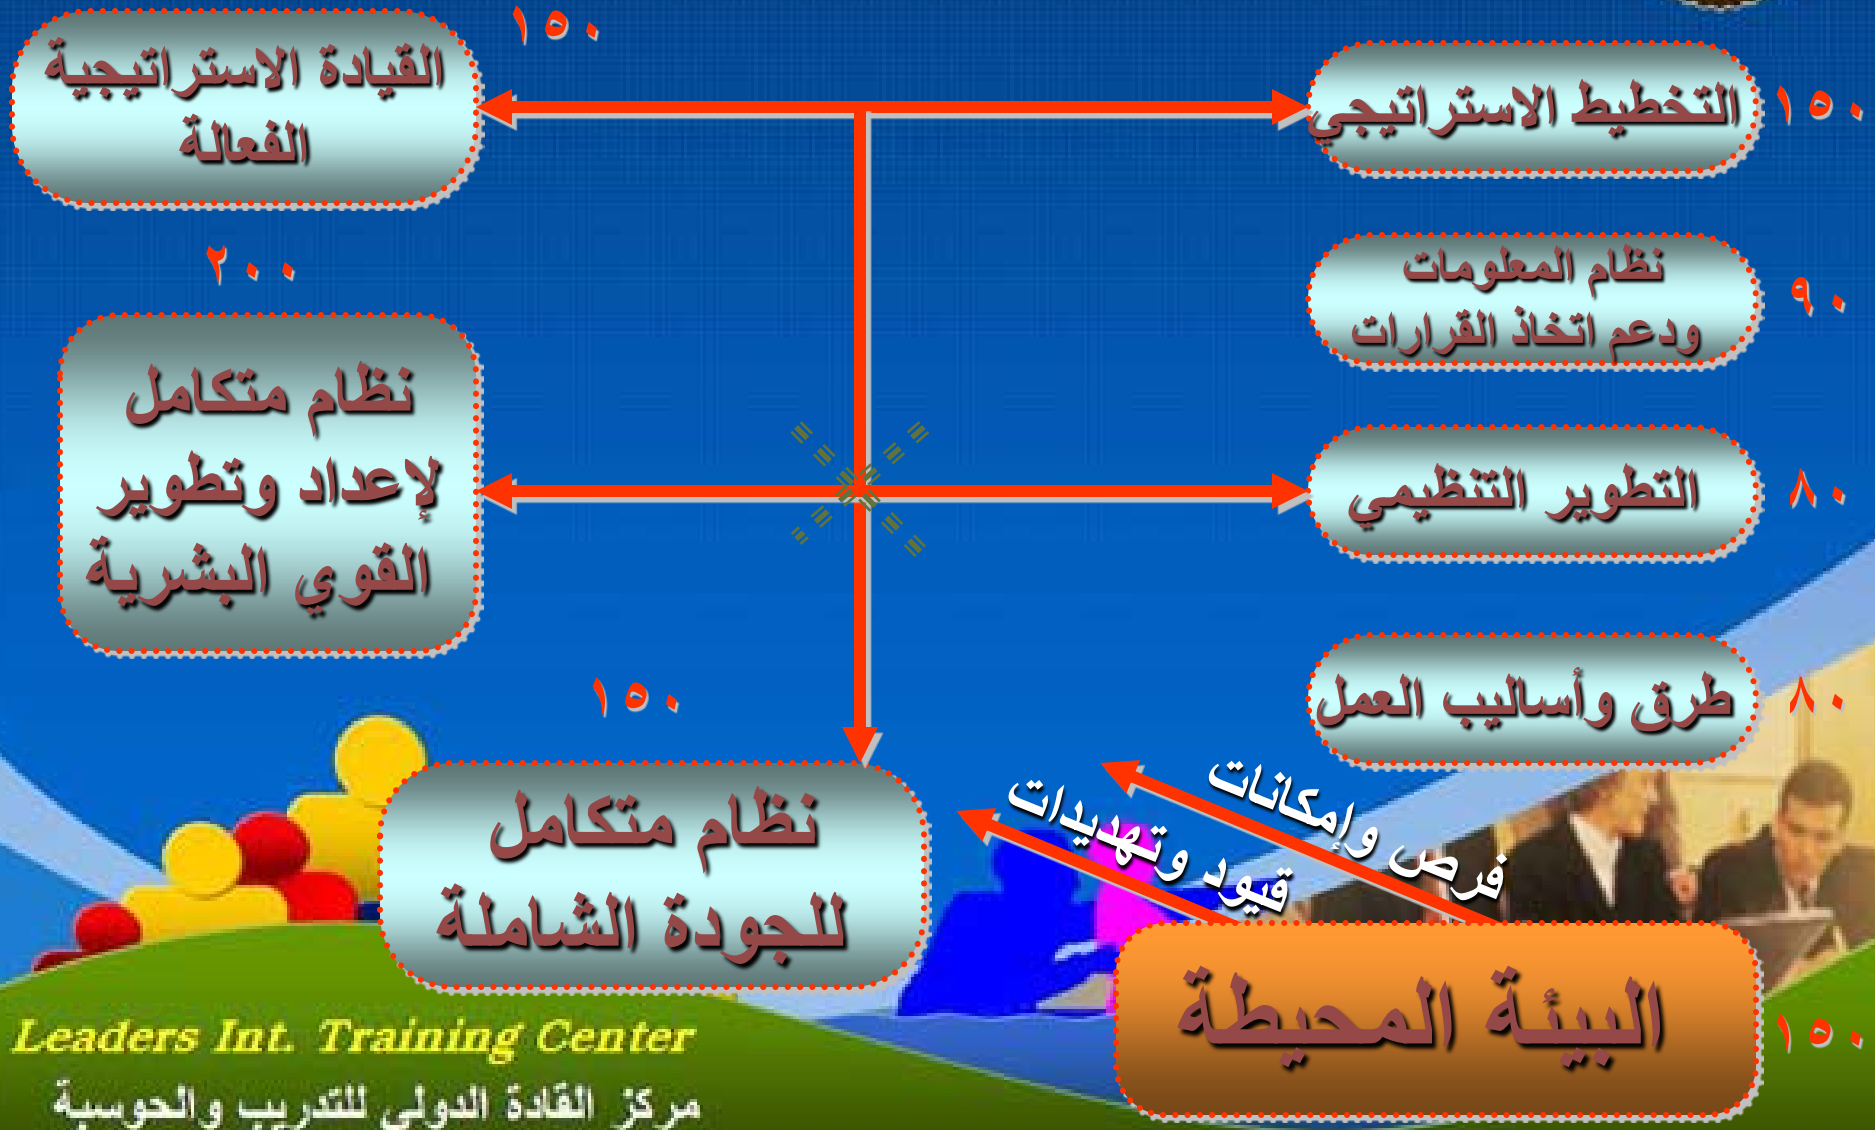 ١٥٠
القيادة الاستراتيجية
الفعالة
التخطيط الاستراتيجي
١٥٠
٢٠٠
نظام المعلومات
ودعم اتخاذ القرارات
٩٠
نظام متكامل
لإعداد وتطوير
القوي البشرية
التطوير التنظيمي
٨٠
طرق وأساليب العمل
٨٠
١٥٠
نظام متكامل
للجودة الشاملة
فرص وإمكانات
قيود وتهديدات
البيئة المحيطة
١٥٠
Leaders Int. Training Center
مركز القادة الدولي للتدريب والحوسبة